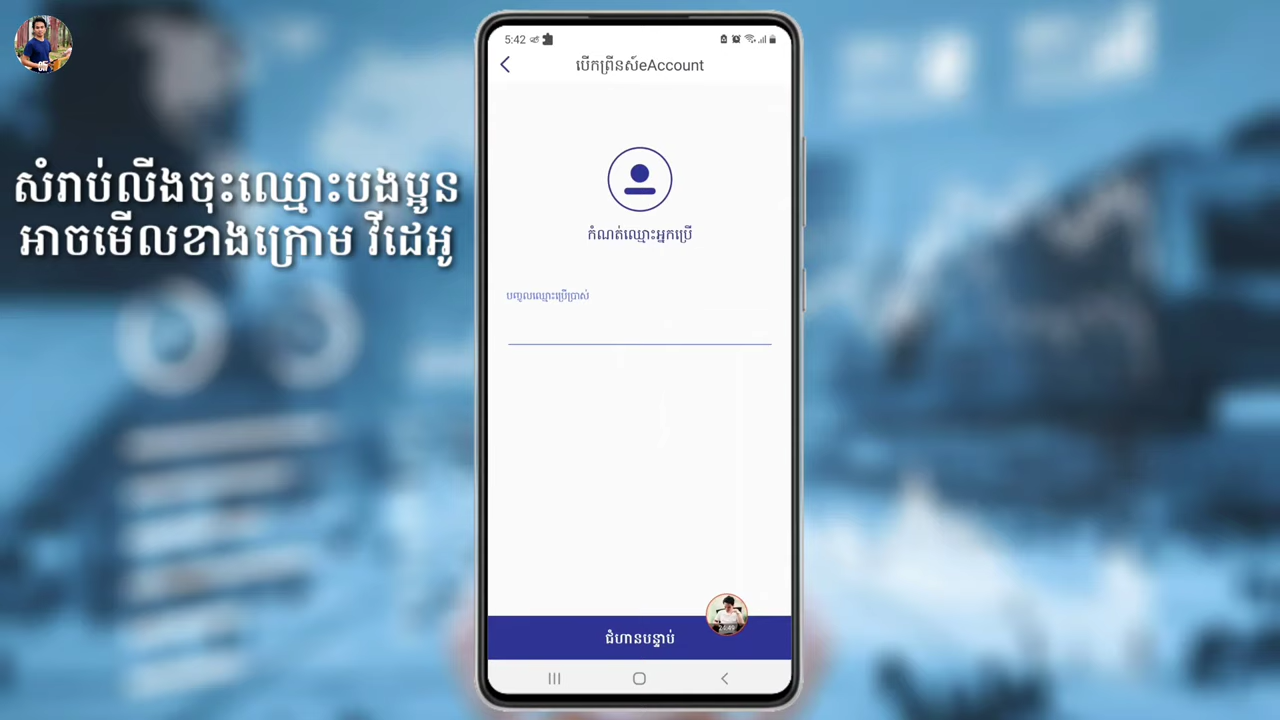 សំរាប់លីងចុះឈ្មោះបងប្អូន
អាចមើលខាងក្រោម វីដេអូ
5:42
បើកព្រីនស៍eAccount
កំណត់ឈ្មោះអ្នកប្រើ
បញ្ចូលឈ្មោះប្រើប្រាស់
ជំហានបន្ទាប់